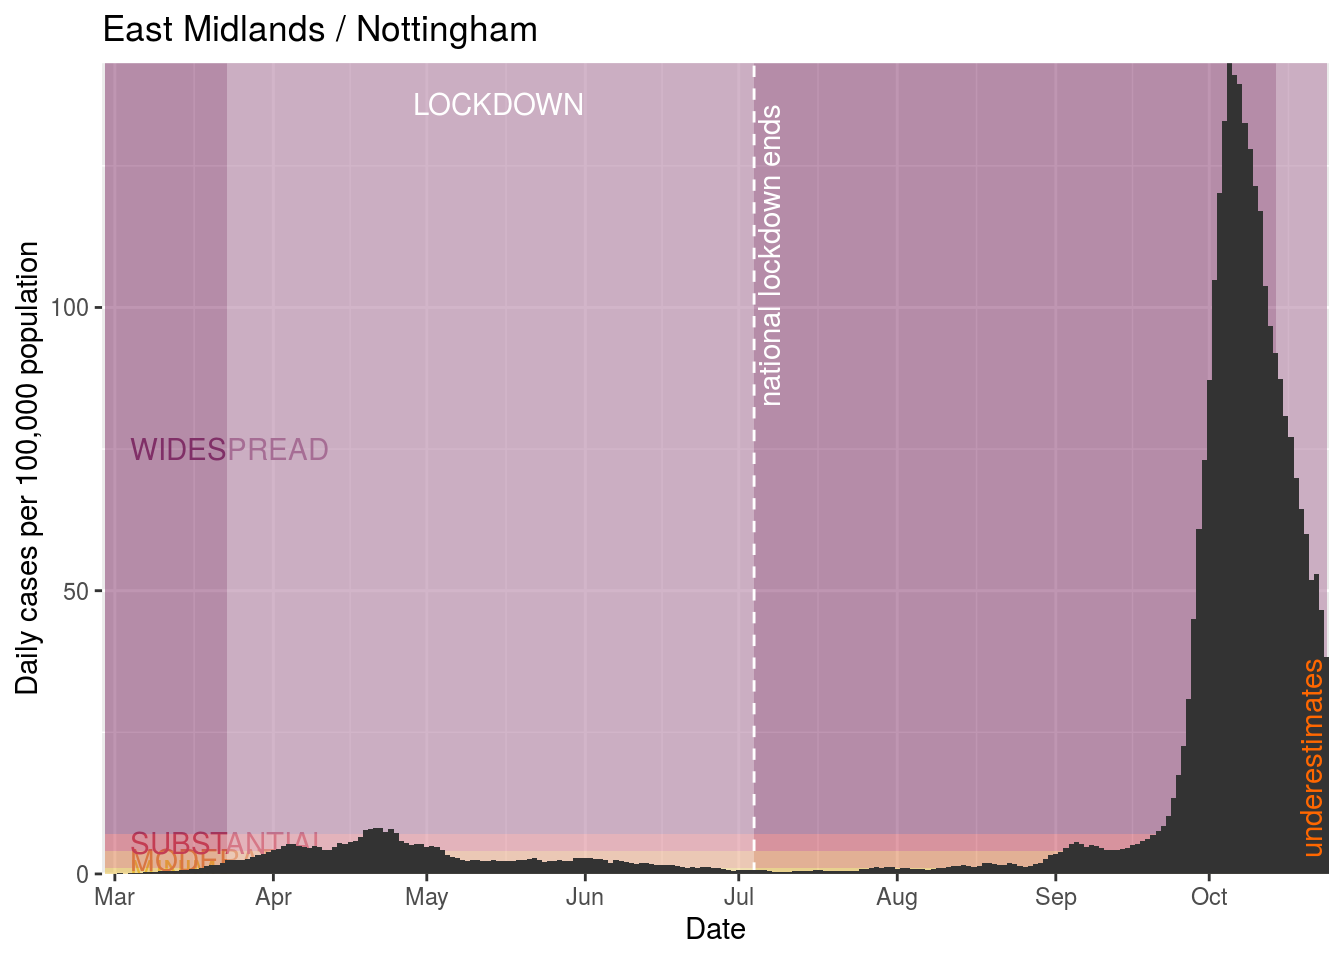 East Midlands / Nottingham
LOCKDOWN
national lockdown ends
WIDESPREAD
SUBSTANTIAL
underestimates
Daily cases per 100,000 population
100
50
0
Mar Apr May Jun Jul Aug Sep Oct
Date